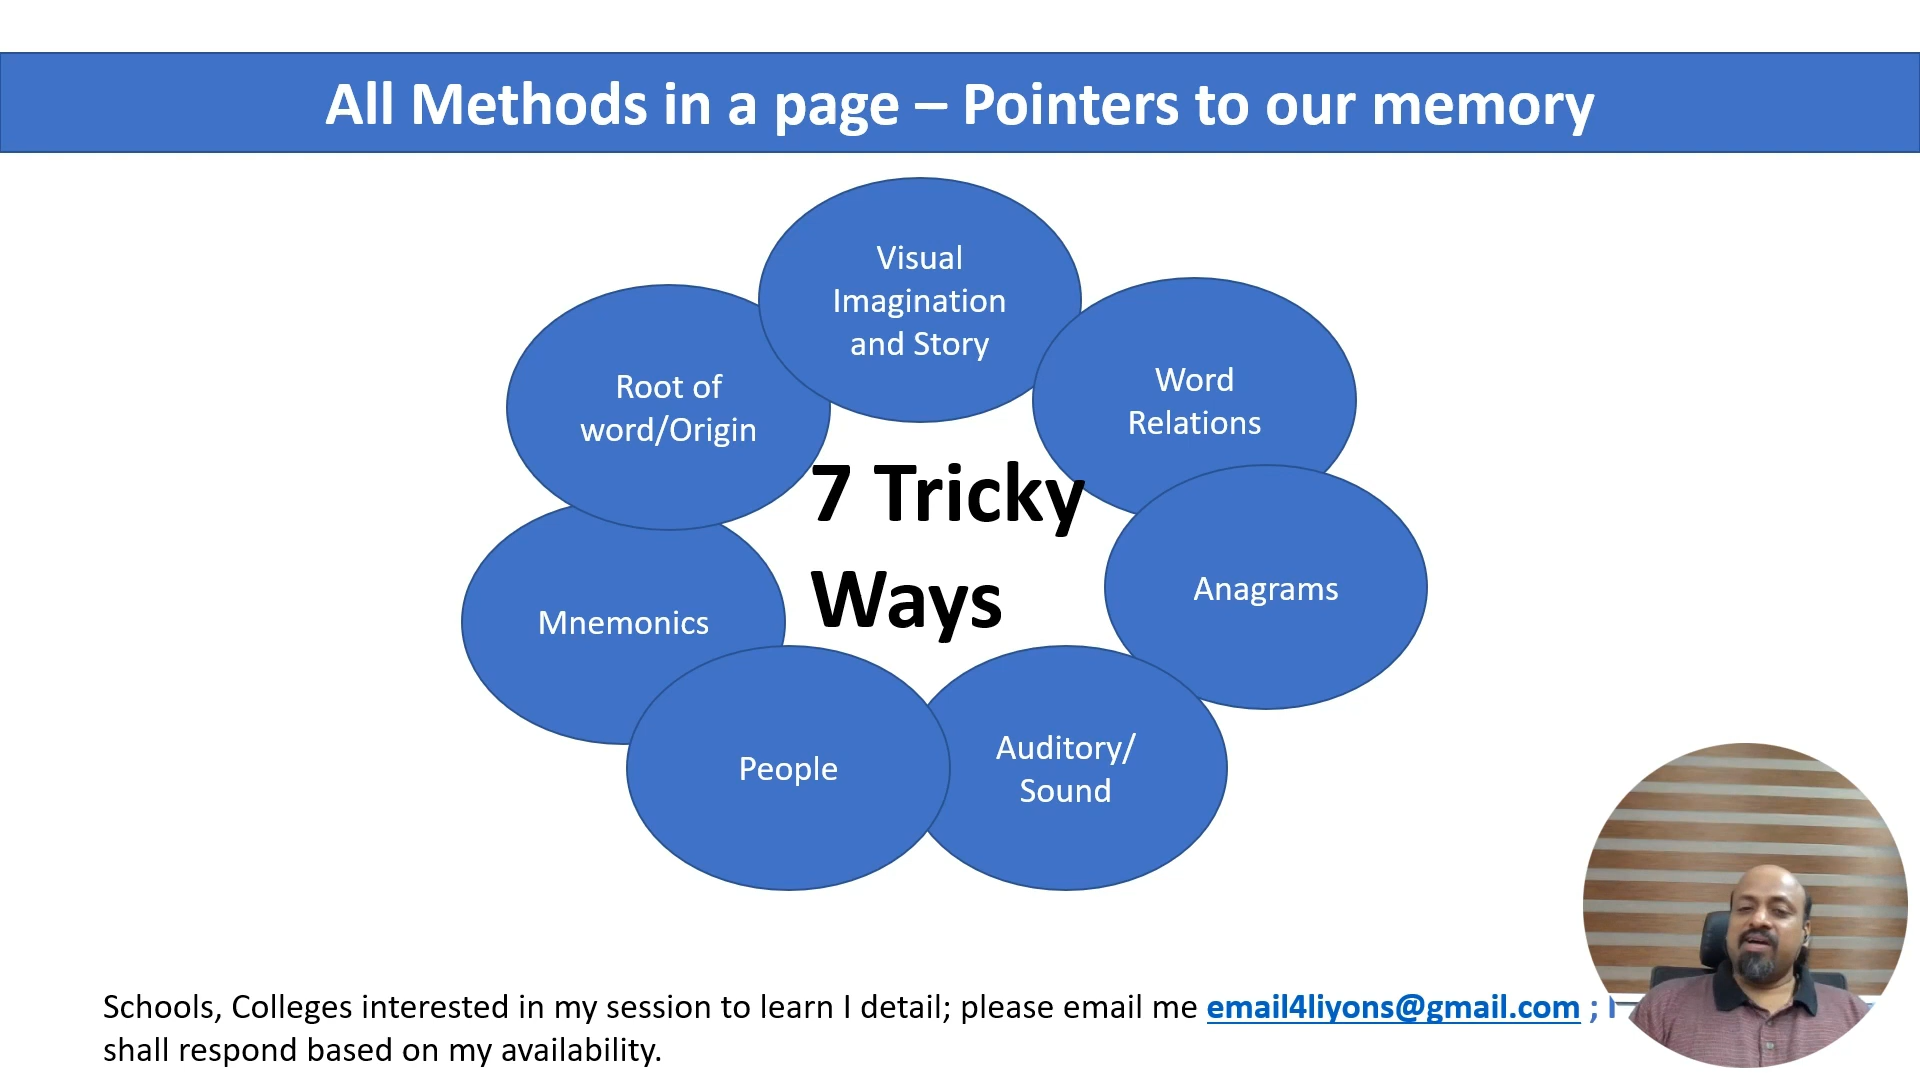 All Methods in a page – Pointers to our memory
Visual
Imagination
and Story
Word
Relations
Anagrams
Auditory/
Sound
People
Mnemonics
Root of
word/Origin
7 Tricky
Ways
Schools, Colleges interested in my session to learn I detail; please email me email4liyons@gmail.com ; I
shall respond based on my availability.